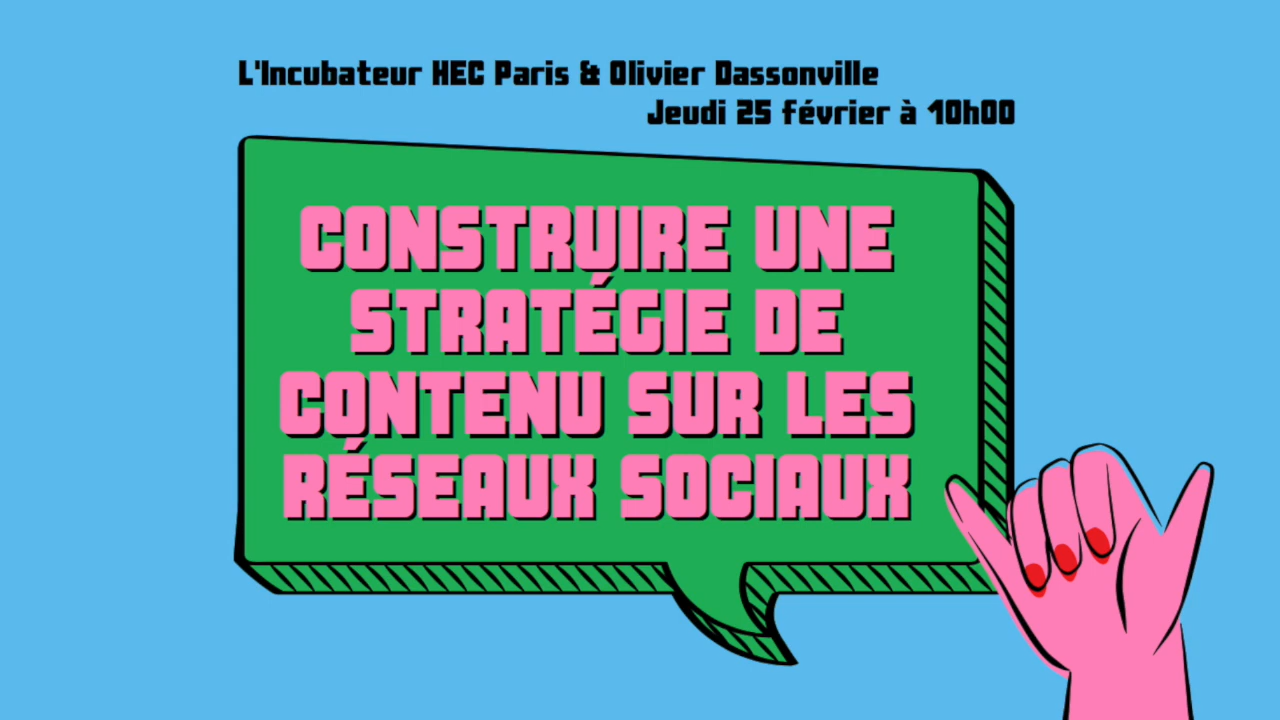 L'Incubateur HEC Paris & Olivier Dassonville
Jeudi 25 février à 10h00
CONSTRUIRE UNE
STRATÉGIE DE
CONTENU SUR LES
RÉSEAUX SOCIAUX